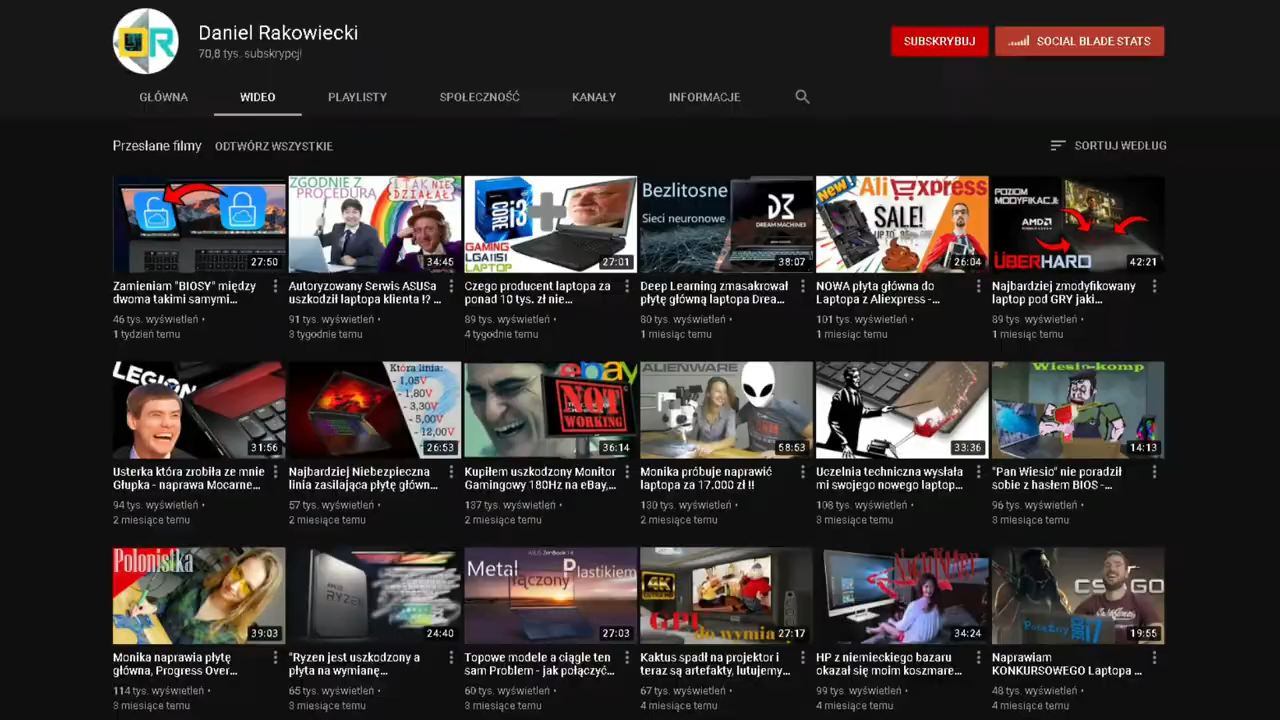 DR
Daniel Rakowiecki
70,8 tys. subskrypcji
SUBSKRYBUJ
SOCIAL BLADE STATS
GŁÓWNA
WIDEO
PLAYLISTY
SPOŁECZNOŚĆ
KANAŁY
INFORMACJE
Przesłane filmy
ODTWÓRZ WSZYSTKIE
SORTUJ WEDŁUG
27:50
ZGODNIE Z
PROCEDURĄ
I TAK NIE
DZIAŁAŁ
34:45
CORE i3
GAMING
LGA1151
LAPTOP
27:01
Bezlitosne
Sieci neuronowe
DREAM MACHINES
38:07
New!
AliExpress
SALE!
26:04
POZIOM
MODYFIKACJI:
AMD
ÜBERHARD
42:21
Zamieniam "BIOSY" między
dwoma takimi samymi...
46 tys. wyświetleń •
1 tydzień temu
Autoryzowany Serwis ASUSa
uszkodził laptopa klienta !? ...
91 tys. wyświetleń •
3 tygodnie temu
Czego producent laptopa za
ponad 10 tys. zł nie...
89 tys. wyświetleń •
4 tygodnie temu
Deep Learning zmasakrował
płytę główną laptopa Drea...
80 tys. wyświetleń •
1 miesiąc temu
NOWA płyta główna do
Laptopa z Aliexpress -...
101 tys. wyświetleń •
1 miesiąc temu
Najbardziej zmodyfikowany
laptop pod GRY jaki...
89 tys. wyświetleń •
1 miesiąc temu
LEGION
31:56
Która linia:
- 1,05V
- 1,80V
- 3,30V
- 5,00V
- 12,00V
26:53
ebay
NOT
WORKING
36:14
ALIENWARE
58:53
33:36
Wiesio-komp
14:13
Usterka która zrobiła ze mnie
Głupka - naprawa Mocarne...
94 tys. wyświetleń •
2 miesiące temu
Najbardziej Niebezpieczna
linia zasilająca płytę główn...
57 tys. wyświetleń •
2 miesiące temu
Kupiłem uszkodzony Monitor
Gamingowy 180Hz na eBay,...
137 tys. wyświetleń •
2 miesiące temu
Monika próbuje naprawić
laptopa za 17.000 zł !!
130 tys. wyświetleń •
2 miesiące temu
Uczelnia techniczna wysłała
mi swojego nowego laptop...
108 tys. wyświetleń •
3 miesiące temu
"Pan Wiesio" nie poradził
sobie z hasłem BIOS -...
96 tys. wyświetleń •
3 miesiące temu
Polonistka
39:03
AMD
RYZEN
24:40
ASUS ZenBook 14
Metal
łączony
Plastikiem
27:03
4K
GPU
do wymiany
27:17
34:24
CS GO
19:55
Monika naprawia płytę
główna, Progress Over...
114 tys. wyświetleń •
3 miesiące temu
"Ryzen jest uszkodzony a
płyta na wymianę...
65 tys. wyświetleń •
3 miesiące temu
Topowe modele a ciągle ten
sam Problem - jak połączyć...
60 tys. wyświetleń •
3 miesiące temu
Kaktus spadł na projektor i
teraz są artefakty, lutujemy...
67 tys. wyświetleń •
4 miesiące temu
HP z niemieckiego bazaru
okazał się moim koszmare...
99 tys. wyświetleń •
4 miesiące temu
Naprawiam
KONKURSOWEGO Laptopa ...
48 tys. wyświetleń •
4 miesiące temu